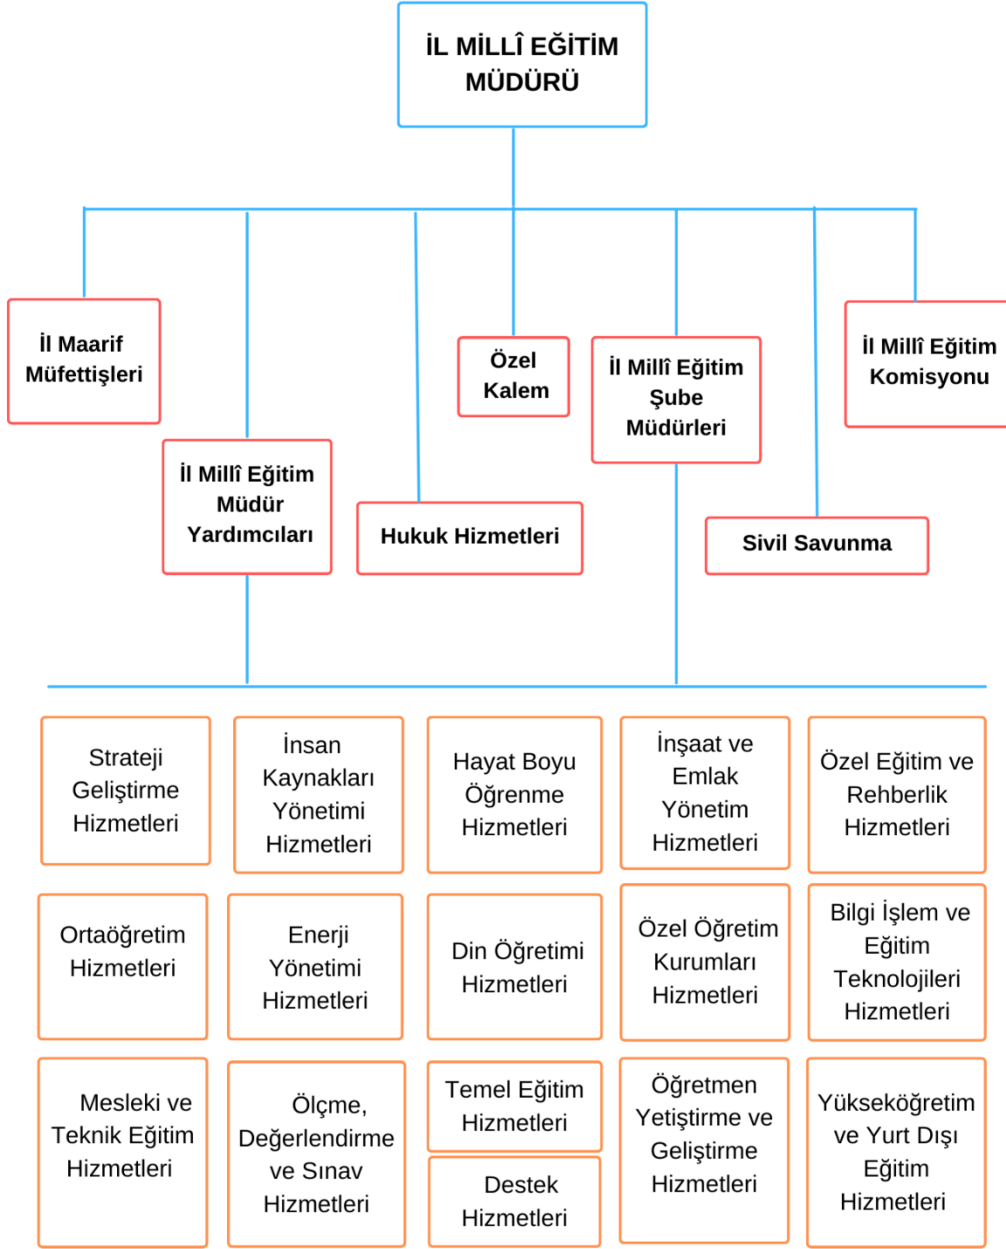 İL MİLLÎ EĞİTİM
MÜDÜRÜ
İl Maarif
Müfettişleri
Özel
Kalem
İl Millî Eğitim
Şube
Müdürleri
İl Millî Eğitim
Komisyonu
İl Millî Eğitim
Müdür
Yardımcıları
Hukuk Hizmetleri
Sivil Savunma
Strateji
Geliştirme
Hizmetleri
İnsan
Kaynakları
Yönetimi
Hizmetleri
Hayat Boyu
Öğrenme
Hizmetleri
İnşaat ve
Emlak
Yönetim
Hizmetleri
Özel Eğitim ve
Rehberlik
Hizmetleri
Ortaöğretim
Hizmetleri
Enerji
Yönetimi
Hizmetleri
Din Öğretimi
Hizmetleri
Özel Öğretim
Kurumları
Hizmetleri
Bilgi İşlem ve
Eğitim
Teknolojileri
Hizmetleri
Mesleki ve
Teknik Eğitim
Hizmetleri
Ölçme,
Değerlendirme
ve Sınav
Hizmetleri
Temel Eğitim
Hizmetleri
Destek
Hizmetleri
Öğretmen
Yetiştirme ve
Geliştirme
Hizmetleri
Yükseköğretim
ve Yurt Dışı
Eğitim
Hizmetleri